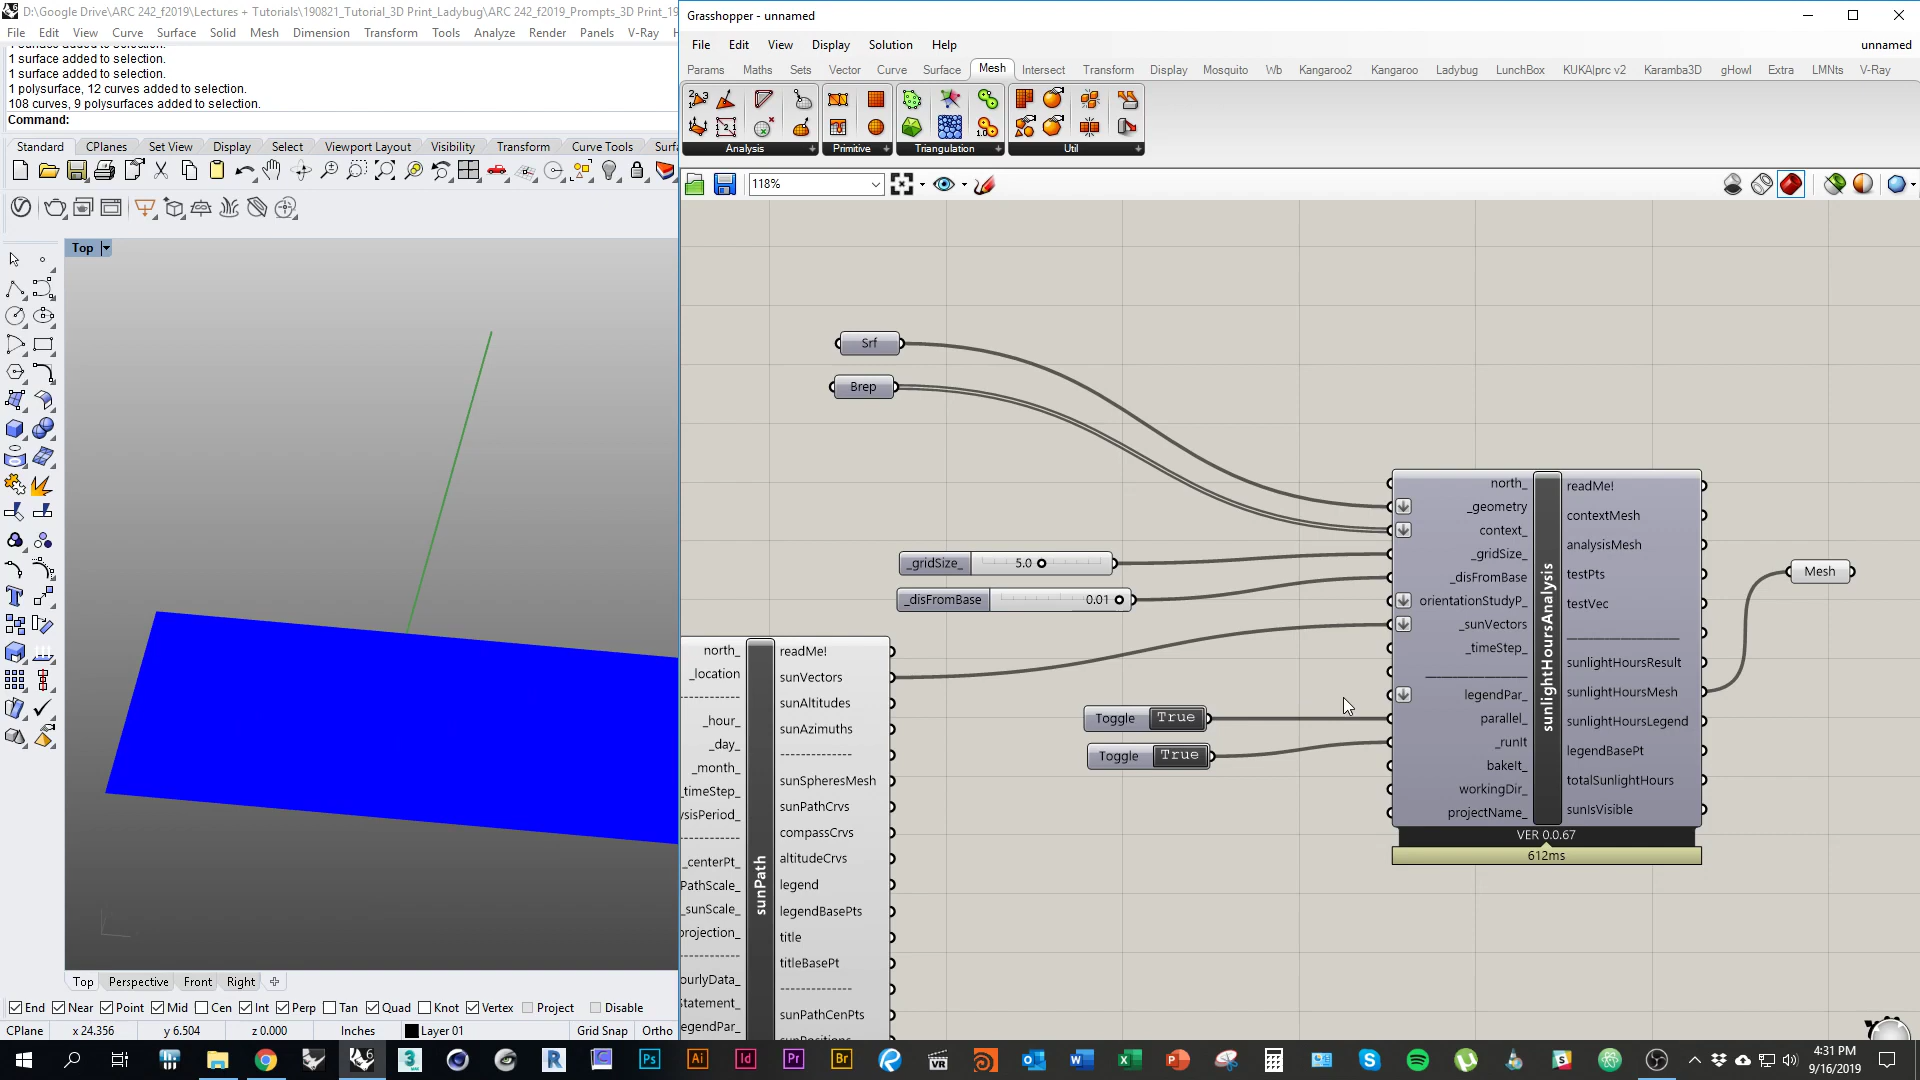 D:\Google Drive\ARC 242_f2019\Lectures + Tutorials\190821_Tutorial_3D Print_Ladybug\ARC 242_f2019_Prompts_3D Print_19
File Edit View Curve Surface Solid Mesh Dimension Transform Tools Analyze Render Panels V-Ray
1 surface added to selection.
1 surface added to selection.
1 polysurface, 12 curves added to selection.
108 curves, 9 polysurfaces added to selection.
Command:
Standard CPlanes Set View Display Select Viewport Layout Visibility Transform Curve Tools Surf
Top
Grasshopper - unnamed
File Edit View Display Solution Help
unnamed
Params Maths Sets Vector Curve Surface Mesh Intersect Transform Display Mosquito Wb Kangaroo2 Kangaroo Ladybug LunchBox KUKA|prc v2 Karamba3D gHowl Extra LMNts V-Ray
Analysis Primitive Triangulation Util
118%
Srf
Brep
_gridSize_ 5.0
_disFromBase 0.01
north_
_location
_hour_
_day_
_month_
_timeStep_
ysisPeriod_
_centerPt_
PathScale_
_sunScale_
projection_
ourlyData_
Statement_
egendPar_
sunPath
readMe!
sunVectors
sunAltitudes
sunAzimuths
sunSpheresMesh
sunPathCrvs
compassCrvs
altitudeCrvs
legend
legendBasePts
title
titleBasePt
sunPathCenPts
sunPositions
Toggle True
Toggle True
north_
_geometry
context_
_gridSize_
_disFromBase
orientationStudyP_
_sunVectors
_timeStep_
legendPar_
parallel_
_runIt
bakeIt_
workingDir_
projectName_
sunlightHoursAnalysis
readMe!
contextMesh
analysisMesh
testPts
testVec
sunlightHoursResult
sunlightHoursMesh
sunlightHoursLegend
legendBasePt
totalSunlightHours
sunIsVisible
VER 0.0.67
612ms
Mesh
Top Perspective Front Right
End Near Point Mid Cen Int Perp Tan Quad Knot Vertex Project Disable
CPlane x 24.356 y 6.504 z 0.000 Inches Layer 01 Grid Snap Ortho
4:31 PM
9/16/2019